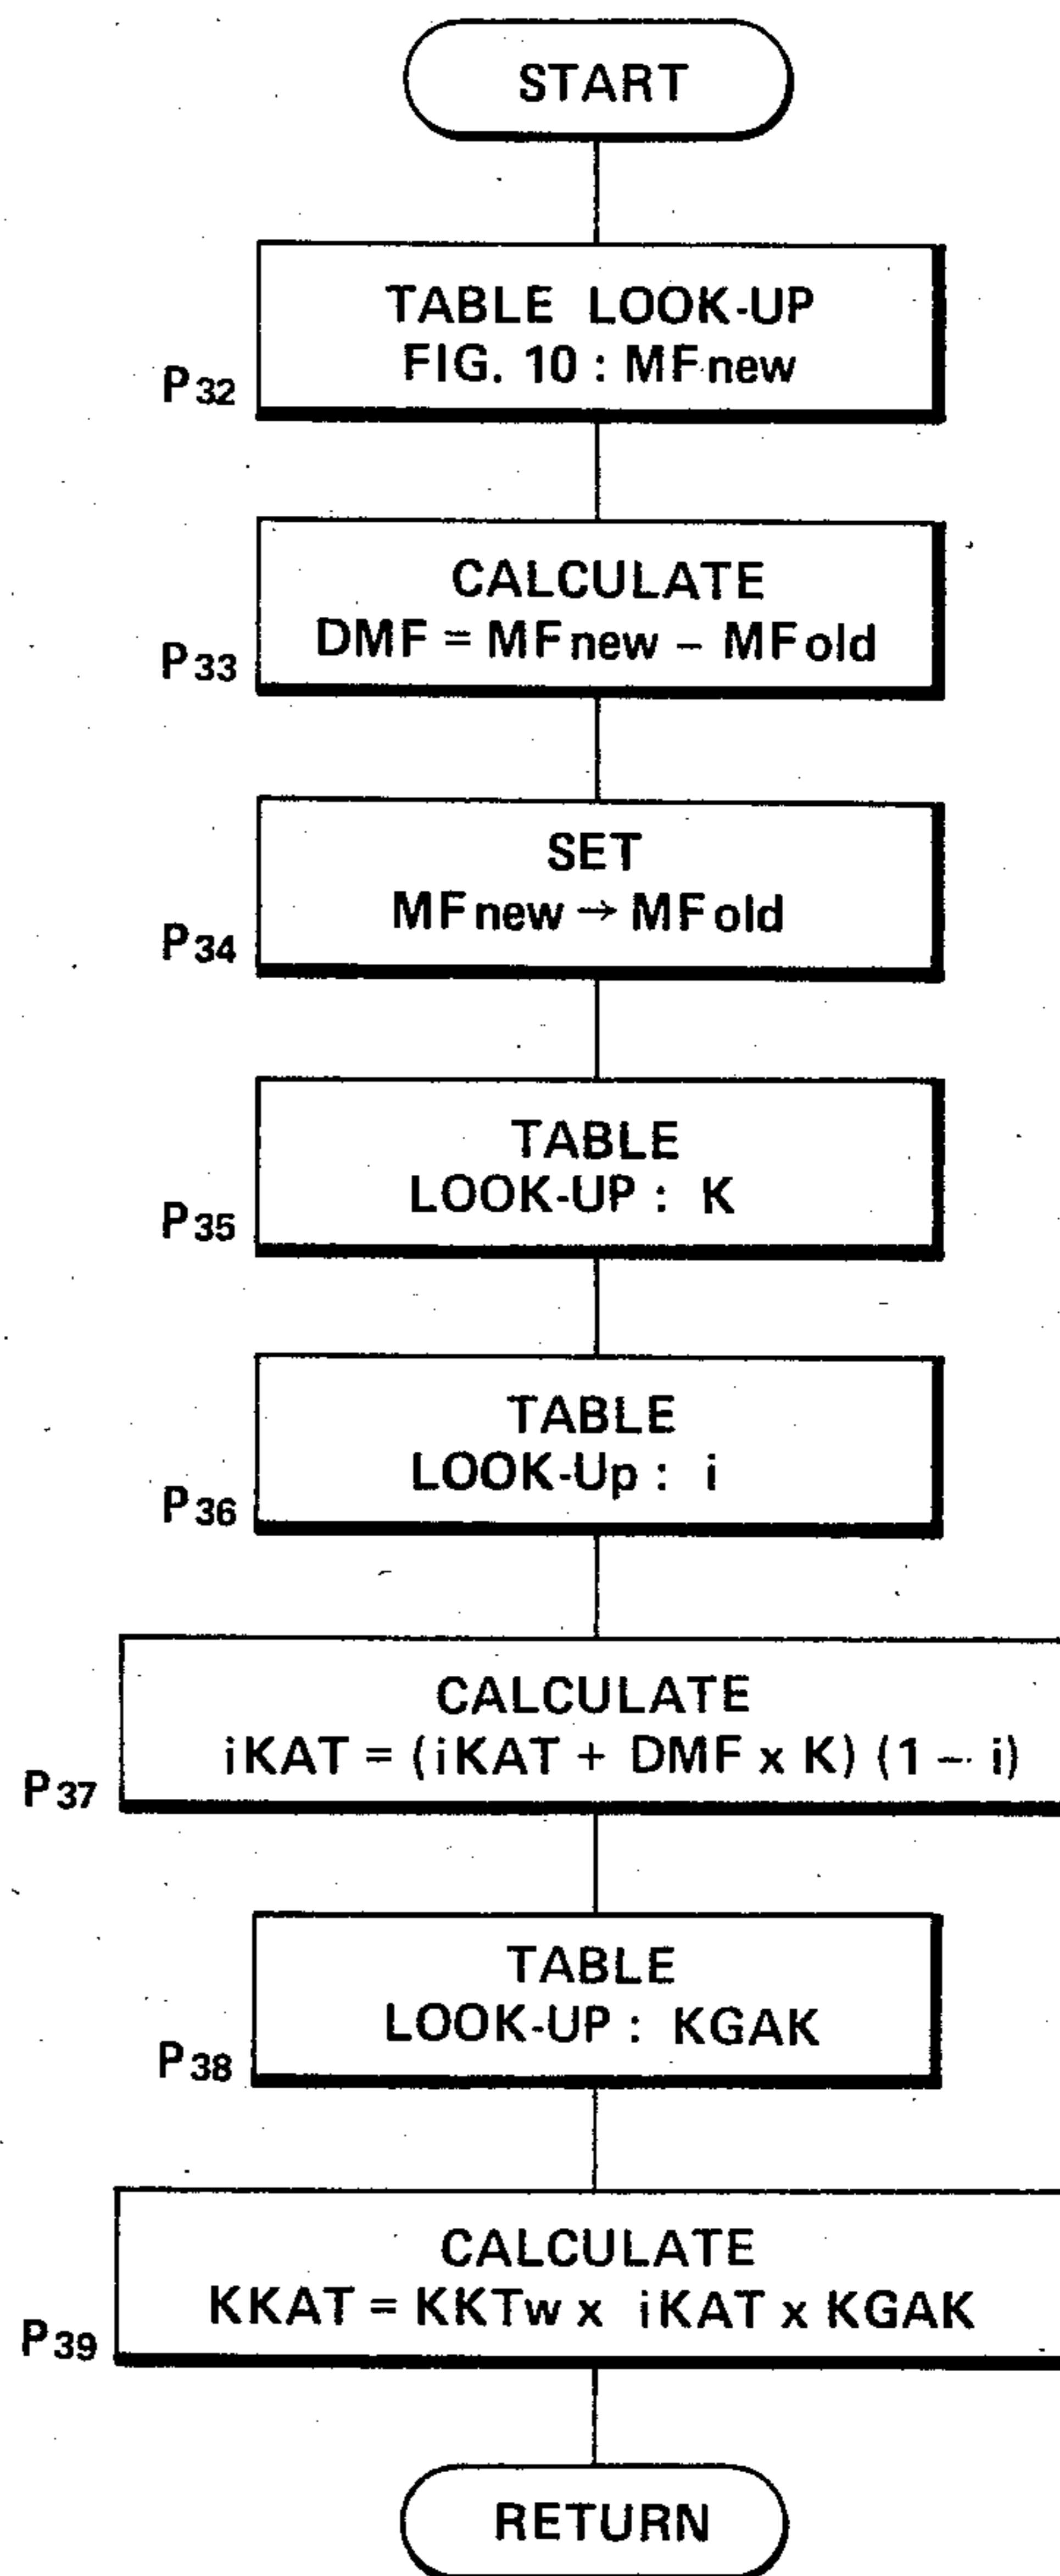 START
TABLE LOOK-UP
FIG. 10 : MFnew
P32
CALCULATE
DMF = MFnew – MFold
P33
SET
MFnew → MFold
P34
TABLE
LOOK-UP : K
P35
TABLE
LOOK-Up : i
P36
CALCULATE
iKAT = (iKAT + DMF x K) (1 – i)
P37
TABLE
LOOK-UP : KGAK
P38
CALCULATE
KKAT = KKTw x iKAT x KGAK
P39
RETURN